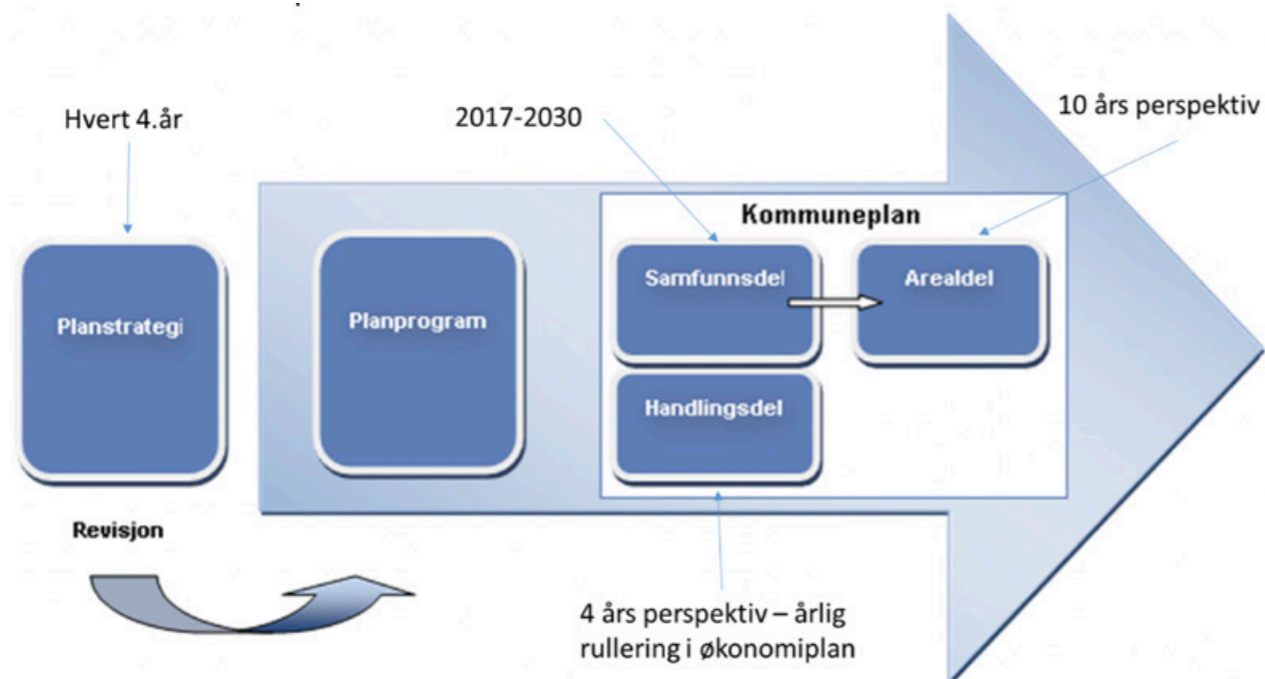 Hvert 4.år
2017-2030
10 års perspektiv
Kommuneplan
Planstrategi
Planprogram
Samfunnsdel
Arealdel
Handlingsdel
Revisjon
4 års perspektiv – årlig
rullering i økonomiplan